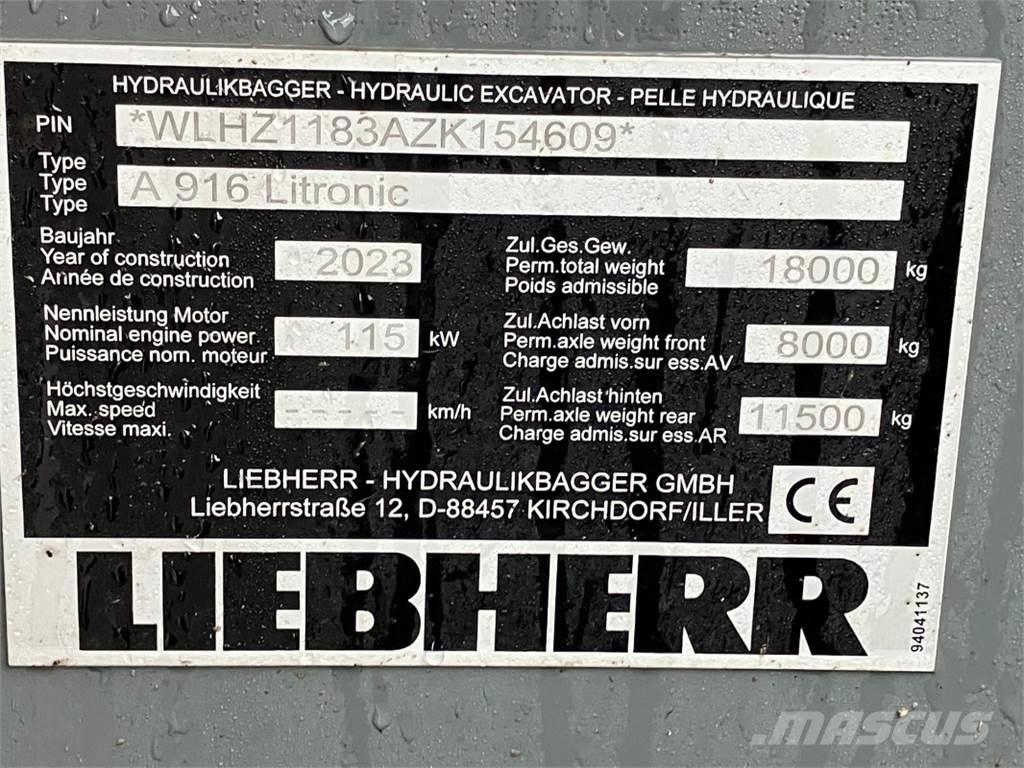 HYDRAULIKBAGGER - HYDRAULIC EXCAVATOR - PELLE HYDRAULIQUE
PIN *WLHZ1183AZK154609*
Type
Type A 916 Litronic
Type
Baujahr
Year of construction 2023
Année de construction
Nennleistung Motor
Nominal engine power 115 kW
Puissance nom. moteur
Höchstgeschwindigkeit
Max. speed ------ km/h
Vitesse maxi.
Zul.Ges.Gew.
Perm.total weight 18000 kg
Poids admissible
Zul.Achlast vorn
Perm.axle weight front 8000 kg
Charge admis.sur ess.AV
Zul.Achlast hinten
Perm.axle weight rear 11500 kg
Charge admis.sur ess.AR
LIEBHERR - HYDRAULIKBAGGER GMBH
Liebherrstraße 12, D-88457 KIRCHDORF/ILLER
CE
LIEBHERR
94041137
MASCUS